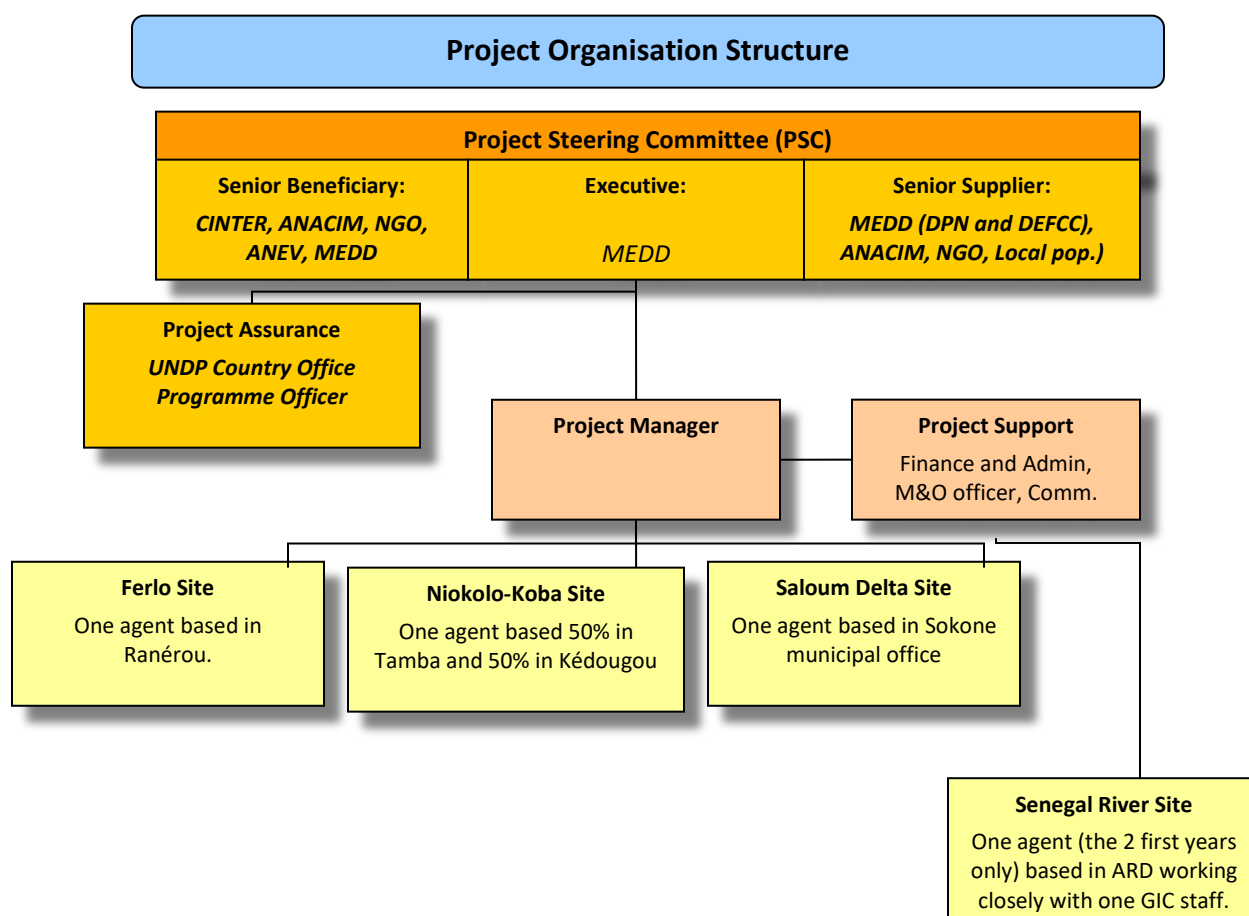 Project Organisation Structure
Project Steering Committee (PSC)
Senior Beneficiary:
CINTER, ANACIM, NGO,
ANEV, MEDD
Executive:
MEDD
Senior Supplier:
MEDD (DPN and DEFCC),
ANACIM, NGO, Local pop.)
Project Assurance
UNDP Country Office
Programme Officer
Project Manager
Project Support
Finance and Admin,
M&O officer, Comm.
Ferlo Site
One agent based in
Ranérou.
Niokolo-Koba Site
One agent based 50% in
Tamba and 50% in Kédougou
Saloum Delta Site
One agent based in Sokone
municipal office
Senegal River Site
One agent (the 2 first years
only) based in ARD working
closely with one GIC staff.